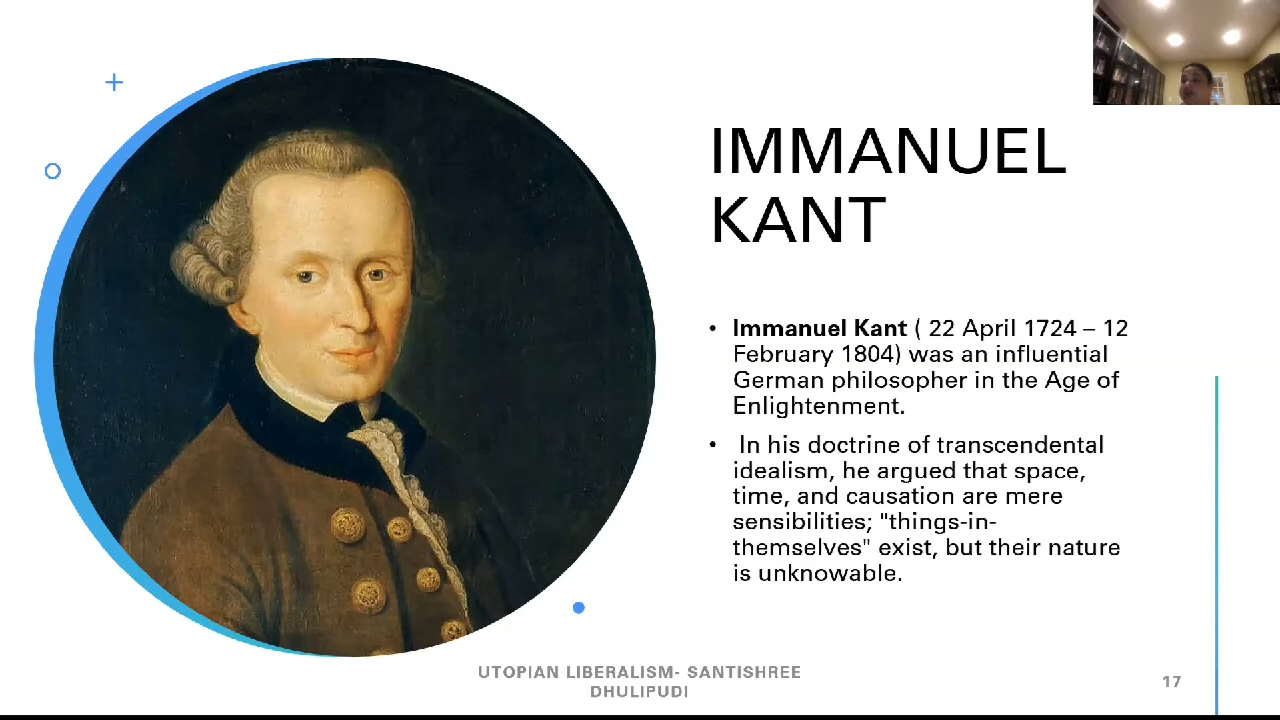 IMMANUEL
KANT
• Immanuel Kant ( 22 April 1724 – 12
February 1804) was an influential
German philosopher in the Age of
Enlightenment.
• In his doctrine of transcendental
idealism, he argued that space,
time, and causation are mere
sensibilities; "things-in-
themselves" exist, but their nature
is unknowable.
UTOPIAN LIBERALISM- SANTISHREE
DHULIPUDI
17